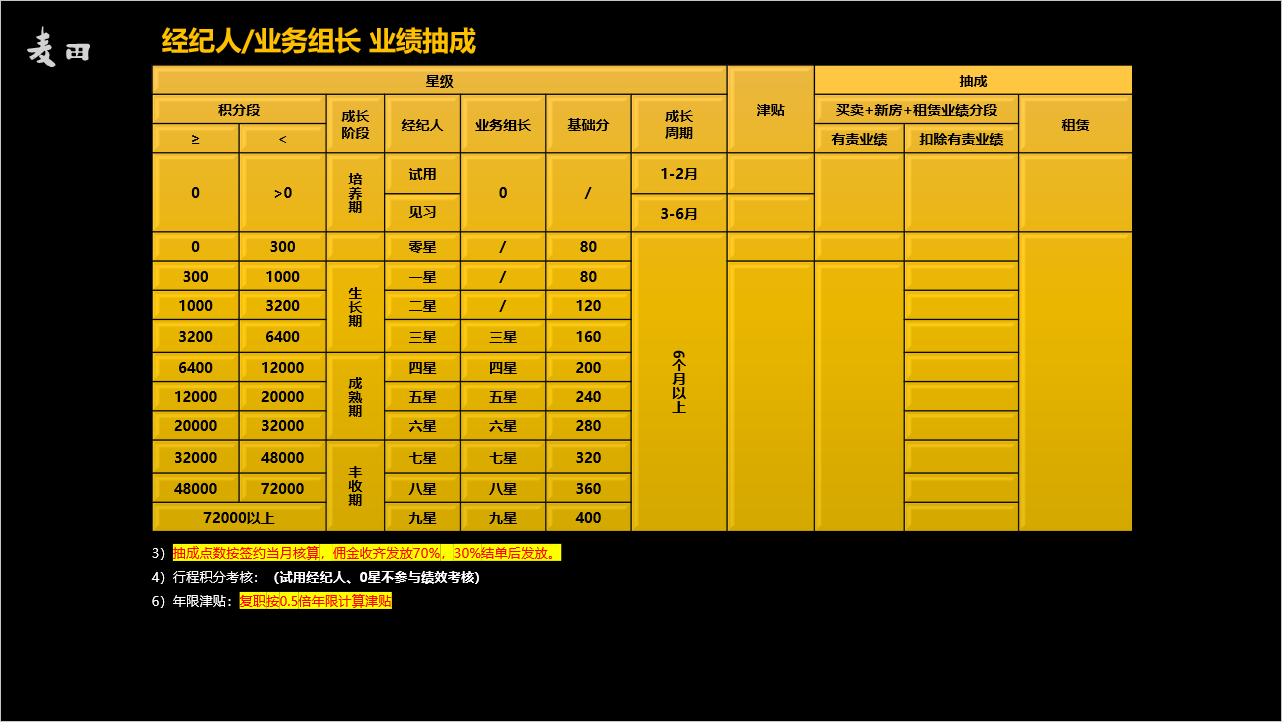 麦田
经纪人/业务组长 业绩抽成
星级 津贴 抽成
积分段 成长阶段 经纪人 业务组长 基础分 成长周期 买卖+新房+租赁业绩分段 租赁
≥ < 有责业绩 扣除有责业绩
0 >0 培养期 试用 0 / 1-2月
见习 3-6月
0 300 零星 / 80 6个月以上
300 1000 生长期 一星 / 80
1000 3200 二星 / 120
3200 6400 三星 三星 160
6400 12000 成熟期 四星 四星 200
12000 20000 五星 五星 240
20000 32000 六星 六星 280
32000 48000 丰收期 七星 七星 320
48000 72000 八星 八星 360
72000以上 九星 九星 400
3）抽成点数按签约当月核算，佣金收齐发放70%，30%结单后发放。
4）行程积分考核：（试用经纪人、0星不参与绩效考核）
6）年限津贴：复职按0.5倍年限计算津贴